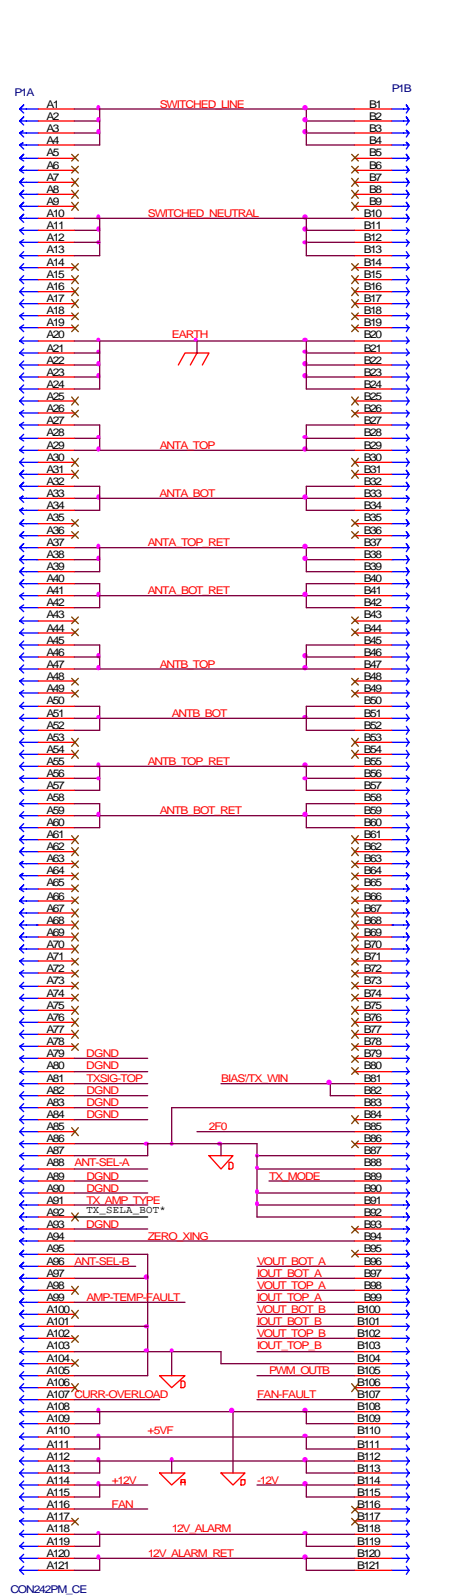 P1A P1B
A1 SWITCHED_LINE B1
A2 B2
A3 B3
A4 B4
A5 B5
A6 B6
A7 B7
A8 B8
A9 B9
A10 SWITCHED_NEUTRAL B10
A11 B11
A12 B12
A13 B13
A14 B14
A15 B15
A16 B16
A17 B17
A18 B18
A19 B19
A20 EARTH B20
A21 B21
A22 B22
A23 B23
A24 B24
A25 B25
A26 B26
A27 B27
A28 B28
A29 ANTA_TOP B29
A30 B30
A31 B31
A32 B32
A33 ANTA_BOT B33
A34 B34
A35 B35
A36 B36
A37 ANTA_TOP_RET B37
A38 B38
A39 B39
A40 B40
A41 ANTA_BOT_RET B41
A42 B42
A43 B43
A44 B44
A45 B45
A46 B46
A47 ANTB_TOP B47
A48 B48
A49 B49
A50 B50
A51 ANTB_BOT B51
A52 B52
A53 B53
A54 B54
A55 ANTB_TOP_RET B55
A56 B56
A57 B57
A58 B58
A59 ANTB_BOT_RET B59
A60 B60
A61 B61
A62 B62
A63 B63
A64 B64
A65 B65
A66 B66
A67 B67
A68 B68
A69 B69
A70 B70
A71 B71
A72 B72
A73 B73
A74 B74
A75 B75
A76 B76
A77 B77
A78 B78
A79 DGND B79
A80 DGND B80
A81 TXSIG-TOP BIAS'/TX_WIN B81
A82 DGND B82
A83 DGND B83
A84 DGND B84
A85 2F0 B85
A86 B86
A87 B87
D
A88 ANT-SEL-A B88
A89 DGND TX_MODE B89
A90 DGND B90
A91 TX_AMP_TYPE B91
A92 TX_SELA_BOT* B92
A93 DGND B93
A94 ZERO_XING B94
A95 B95
A96 ANT-SEL-B VOUT_BOT_A B96
A97 IOUT_BOT_A B97
A98 VOUT_TOP_A B98
A99 AMP-TEMP-FAULT IOUT_TOP_A B99
A100 VOUT_BOT_B B100
A101 IOUT_BOT_B B101
A102 VOUT_TOP_B B102
A103 IOUT_TOP_B B103
A104 B104
A105 PWM_OUTB B105
A106 D B106
A107 CURR-OVERLOAD FAN-FAULT B107
A108 B108
A109 B109
A110 +5VF B110
A111 B111
A112 B112
A113 B113
A114 +12V A D -12V B114
A115 B115
A116 FAN B116
A117 B117
A118 12V_ALARM B118
A119 B119
A120 12V_ALARM_RET B120
A121 B121
CON242PM_CE